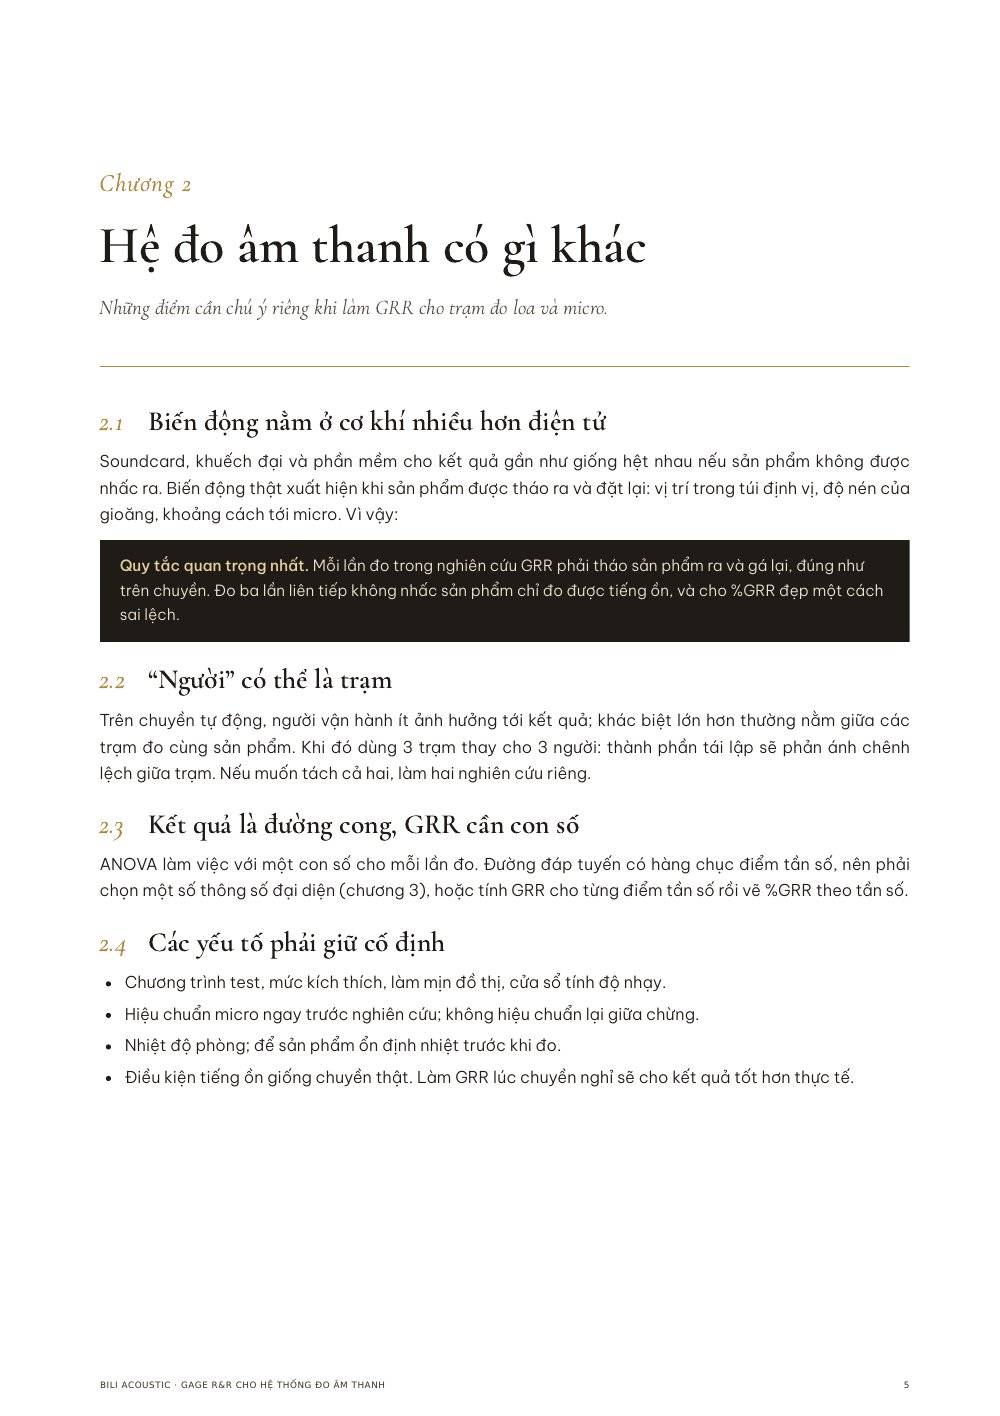 Chương 2
Hệ đo âm thanh có gì khác
Những điểm cần chú ý riêng khi làm GRR cho trạm đo loa và micro.
2.1 Biến động nằm ở cơ khí nhiều hơn điện tử
Soundcard, khuếch đại và phần mềm cho kết quả gần như giống hệt nhau nếu sản phẩm không được
nhấc ra. Biến động thật xuất hiện khi sản phẩm được tháo ra và đặt lại: vị trí trong túi định vị, độ nén của
gioăng, khoảng cách tới micro. Vì vậy:
Quy tắc quan trọng nhất. Mỗi lần đo trong nghiên cứu GRR phải tháo sản phẩm ra và gá lại, đúng như
trên chuyền. Đo ba lần liên tiếp không nhấc sản phẩm chỉ đo được tiếng ồn, và cho %GRR đẹp một cách
sai lệch.
2.2 “Người” có thể là trạm
Trên chuyền tự động, người vận hành ít ảnh hưởng tới kết quả; khác biệt lớn hơn thường nằm giữa các
trạm đo cùng sản phẩm. Khi đó dùng 3 trạm thay cho 3 người: thành phần tái lập sẽ phản ánh chênh
lệch giữa trạm. Nếu muốn tách cả hai, làm hai nghiên cứu riêng.
2.3 Kết quả là đường cong, GRR cần con số
ANOVA làm việc với một con số cho mỗi lần đo. Đường đáp tuyến có hàng chục điểm tần số, nên phải
chọn một số thông số đại diện (chương 3), hoặc tính GRR cho từng điểm tần số rồi vẽ %GRR theo tần số.
2.4 Các yếu tố phải giữ cố định
• Chương trình test, mức kích thích, làm mịn đồ thị, cửa sổ tính độ nhạy.
• Hiệu chuẩn micro ngay trước nghiên cứu; không hiệu chuẩn lại giữa chừng.
• Nhiệt độ phòng; để sản phẩm ổn định nhiệt trước khi đo.
• Điều kiện tiếng ồn giống chuyền thật. Làm GRR lúc chuyền nghỉ sẽ cho kết quả tốt hơn thực tế.
BILI ACOUSTIC · GAGE R&R CHO HỆ THỐNG ĐO ÂM THANH 5